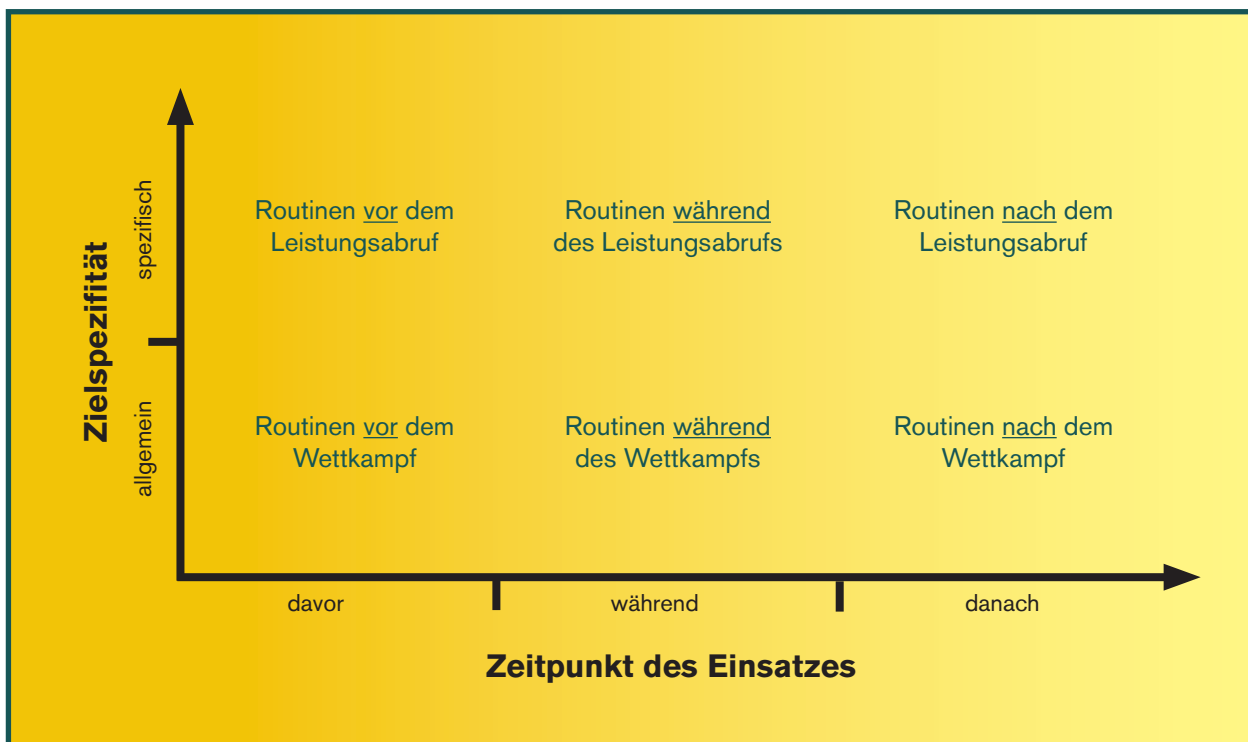 Zielspezifität
spezifisch
allgemein
Routinen vor dem
Leistungsabruf
Routinen während
des Leistungsabrufs
Routinen nach dem
Leistungsabruf
Routinen vor dem
Wettkampf
Routinen während
des Wettkampfs
Routinen nach dem
Wettkampf
davor
während
danach
Zeitpunkt des Einsatzes